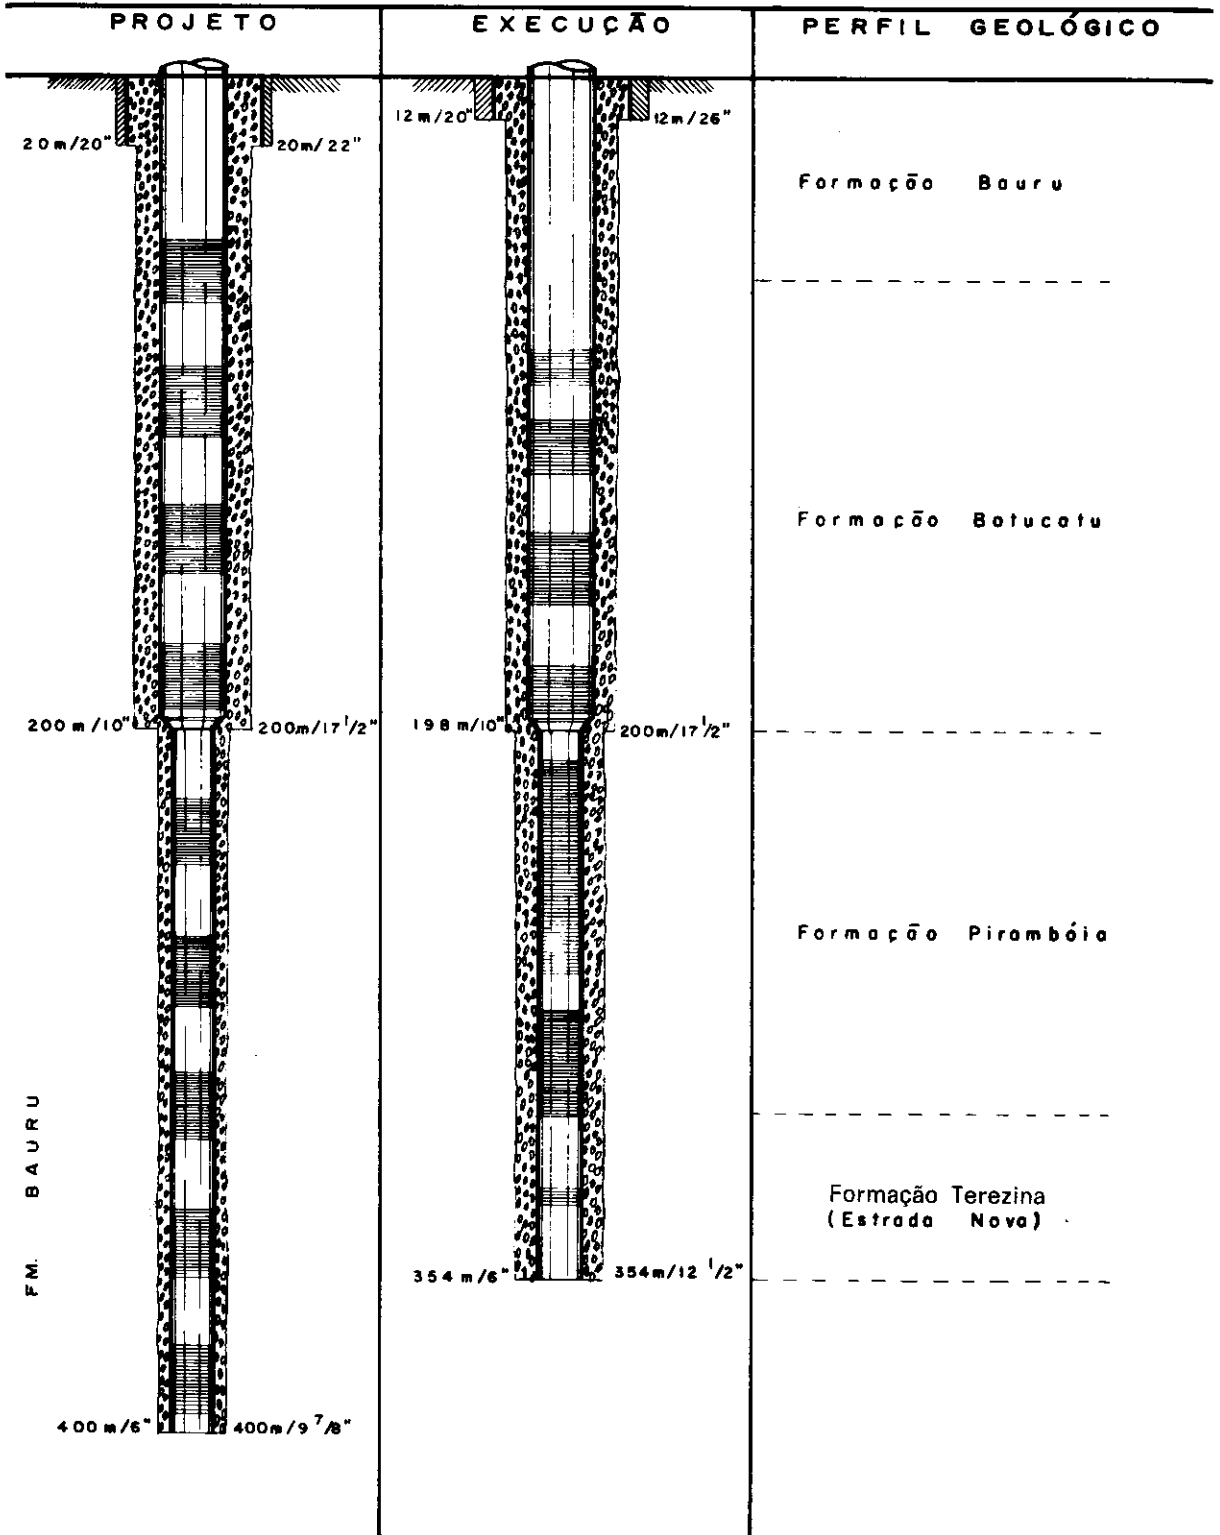 PROJETO
EXECUÇÃO
PERFIL GEOLÓGICO
20m/20"
20m/22"
12m/20"
12m/26"
Formação Bauru
Formação Botucatu
200m/10"
200m/17 1/2"
198m/10"
200m/17 1/2"
Formação Pirambóia
FM. BAURU
Formação Terezina
(Estrada Nova)
354m/6"
354m/12 1/2"
400m/6"
400m/9 7/8"